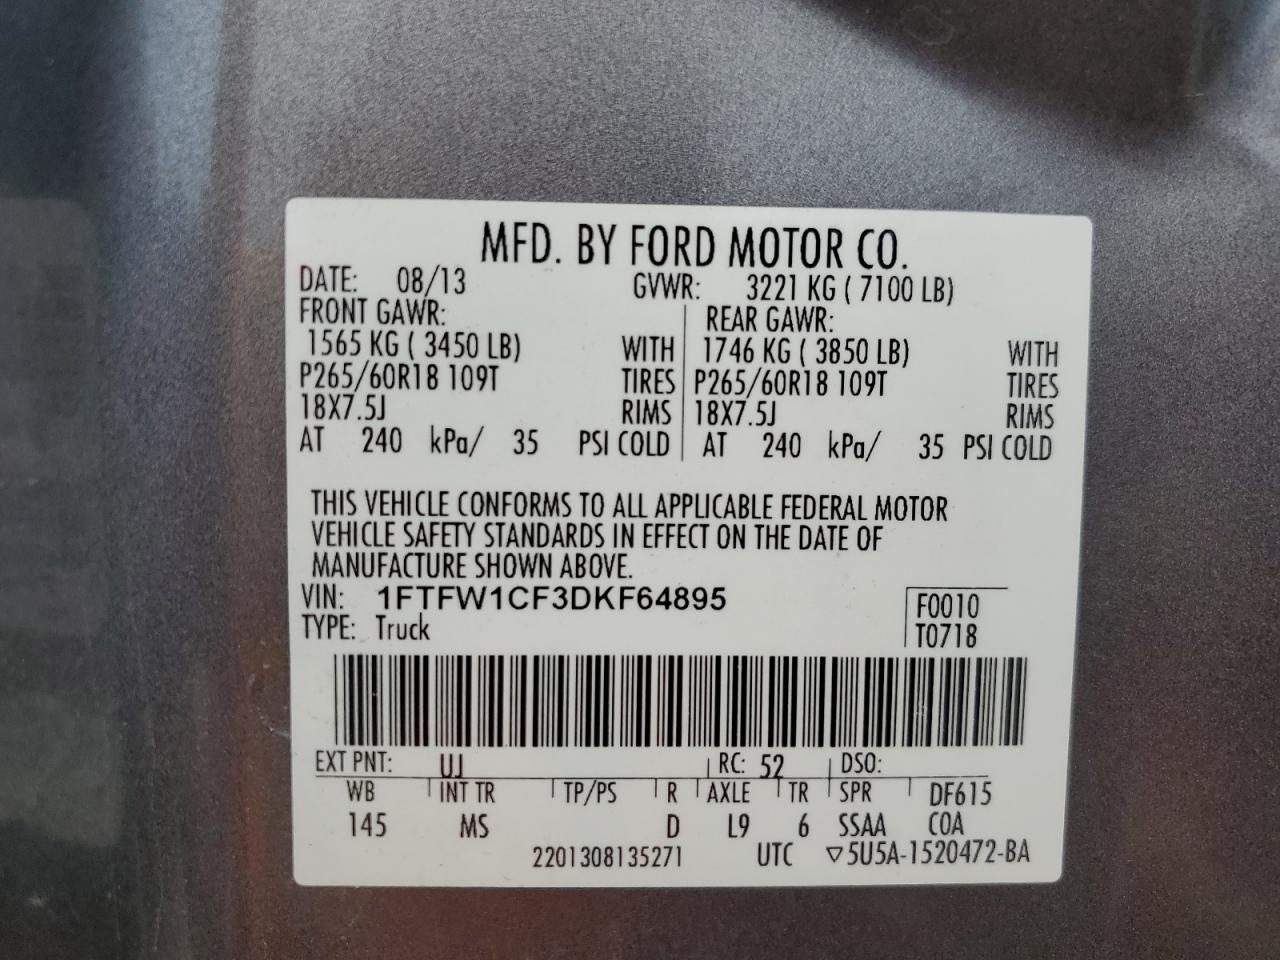 MFD. BY FORD MOTOR CO.
DATE: 08/13 GVWR: 3221 KG ( 7100 LB)
FRONT GAWR: REAR GAWR:
1565 KG ( 3450 LB) WITH 1746 KG ( 3850 LB) WITH
P265/60R18 109T TIRES P265/60R18 109T TIRES
18X7.5J RIMS 18X7.5J RIMS
AT 240 kPa/ 35 PSI COLD AT 240 kPa/ 35 PSI COLD
THIS VEHICLE CONFORMS TO ALL APPLICABLE FEDERAL MOTOR
VEHICLE SAFETY STANDARDS IN EFFECT ON THE DATE OF
MANUFACTURE SHOWN ABOVE.
VIN: 1FTFW1CF3DKF64895 F0010
TYPE: Truck T0718
EXT PNT: UJ RC: 52 DSO:
WB INT TR TP/PS R AXLE TR SPR DF615
145 MS D L9 6 SSAA COA
2201308135271 UTC ▽5U5A-1520472-BA